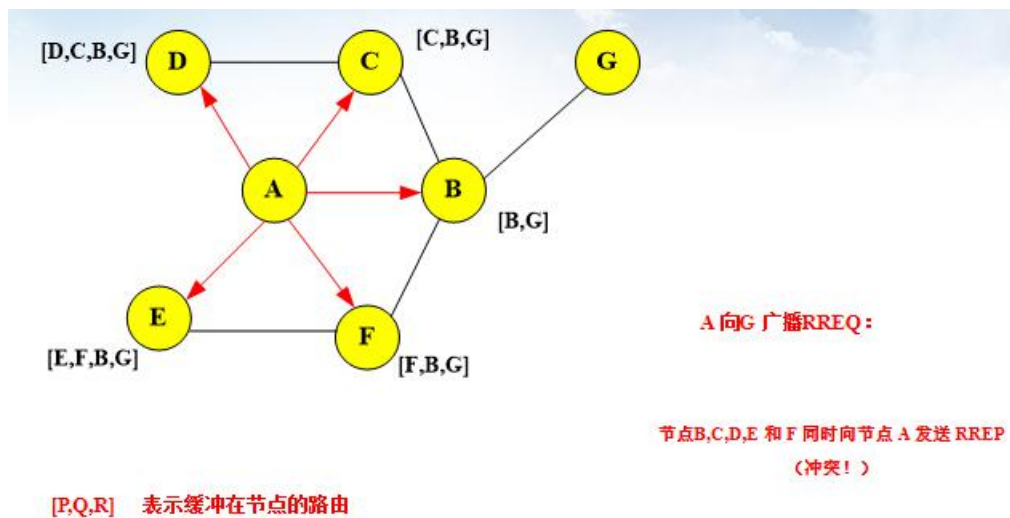 [D,C,B,G]
D
C
[C,B,G]
G
A
B
[B,G]
E
[E,F,B,G]
F
[F,B,G]
A 向G 广播RREQ：
节点B,C,D,E 和 F 同时向节点 A 发送 RREP
（冲突！）
[P,Q,R] 表示缓冲在节点的路由